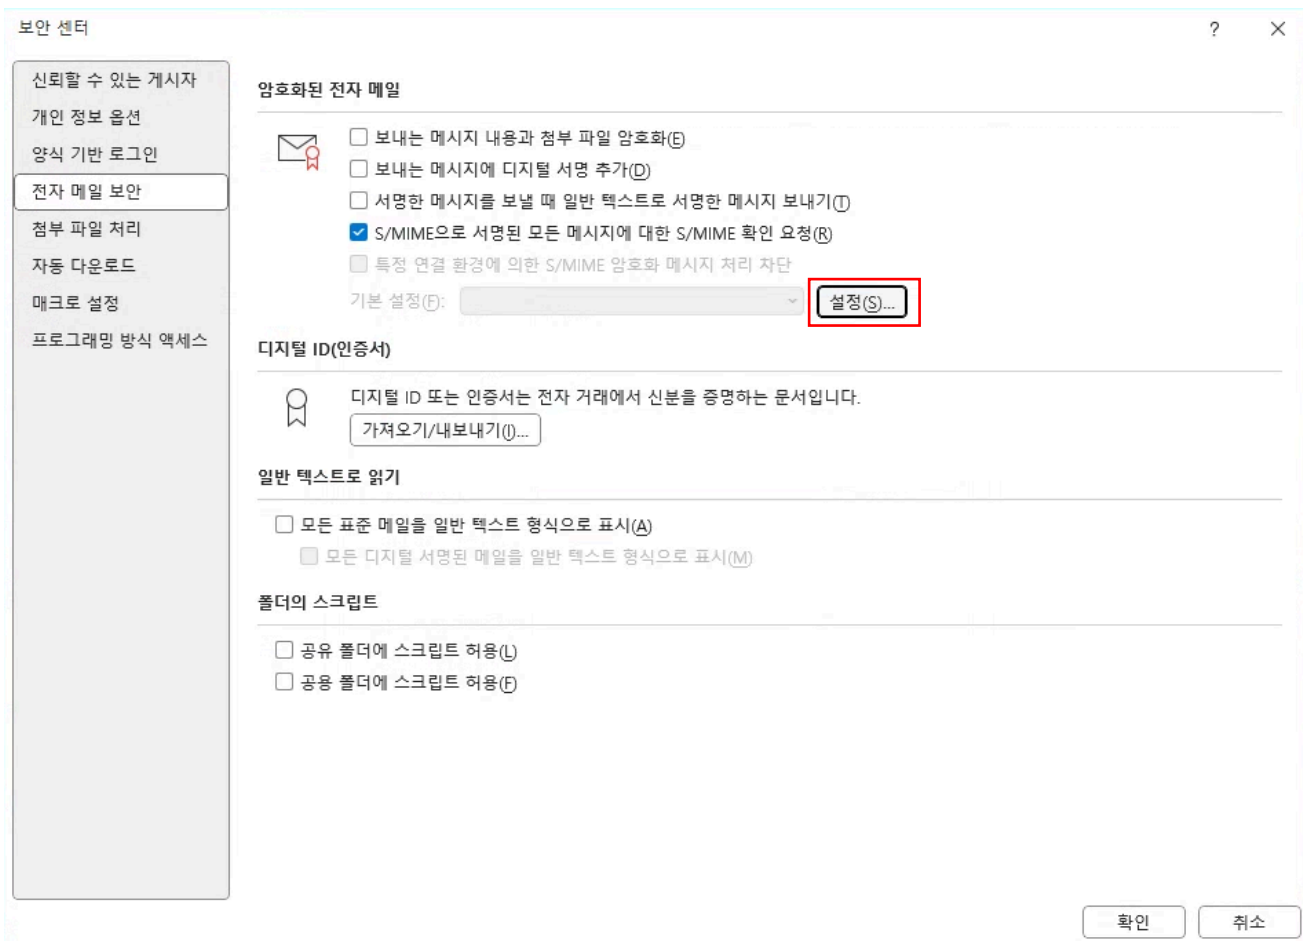 보안 센터
?
신뢰할 수 있는 게시자
개인 정보 옵션
양식 기반 로그인
전자 메일 보안
첨부 파일 처리
자동 다운로드
매크로 설정
프로그래밍 방식 액세스
암호화된 전자 메일
보내는 메시지 내용과 첨부 파일 암호화(E)
보내는 메시지에 디지털 서명 추가(D)
서명한 메시지를 보낼 때 일반 텍스트로 서명한 메시지 보내기(T)
S/MIME으로 서명된 모든 메시지에 대한 S/MIME 확인 요청(R)
특정 연결 환경에 의한 S/MIME 암호화 메시지 처리 차단
기본 설정(F): 설정(S)...
디지털 ID(인증서)
디지털 ID 또는 인증서는 전자 거래에서 신분을 증명하는 문서입니다.
가져오기/내보내기(I)...
일반 텍스트로 읽기
모든 표준 메일을 일반 텍스트 형식으로 표시(A)
모든 디지털 서명된 메일을 일반 텍스트 형식으로 표시(M)
폴더의 스크립트
공유 폴더에 스크립트 허용(L)
공용 폴더에 스크립트 허용(F)
확인 취소